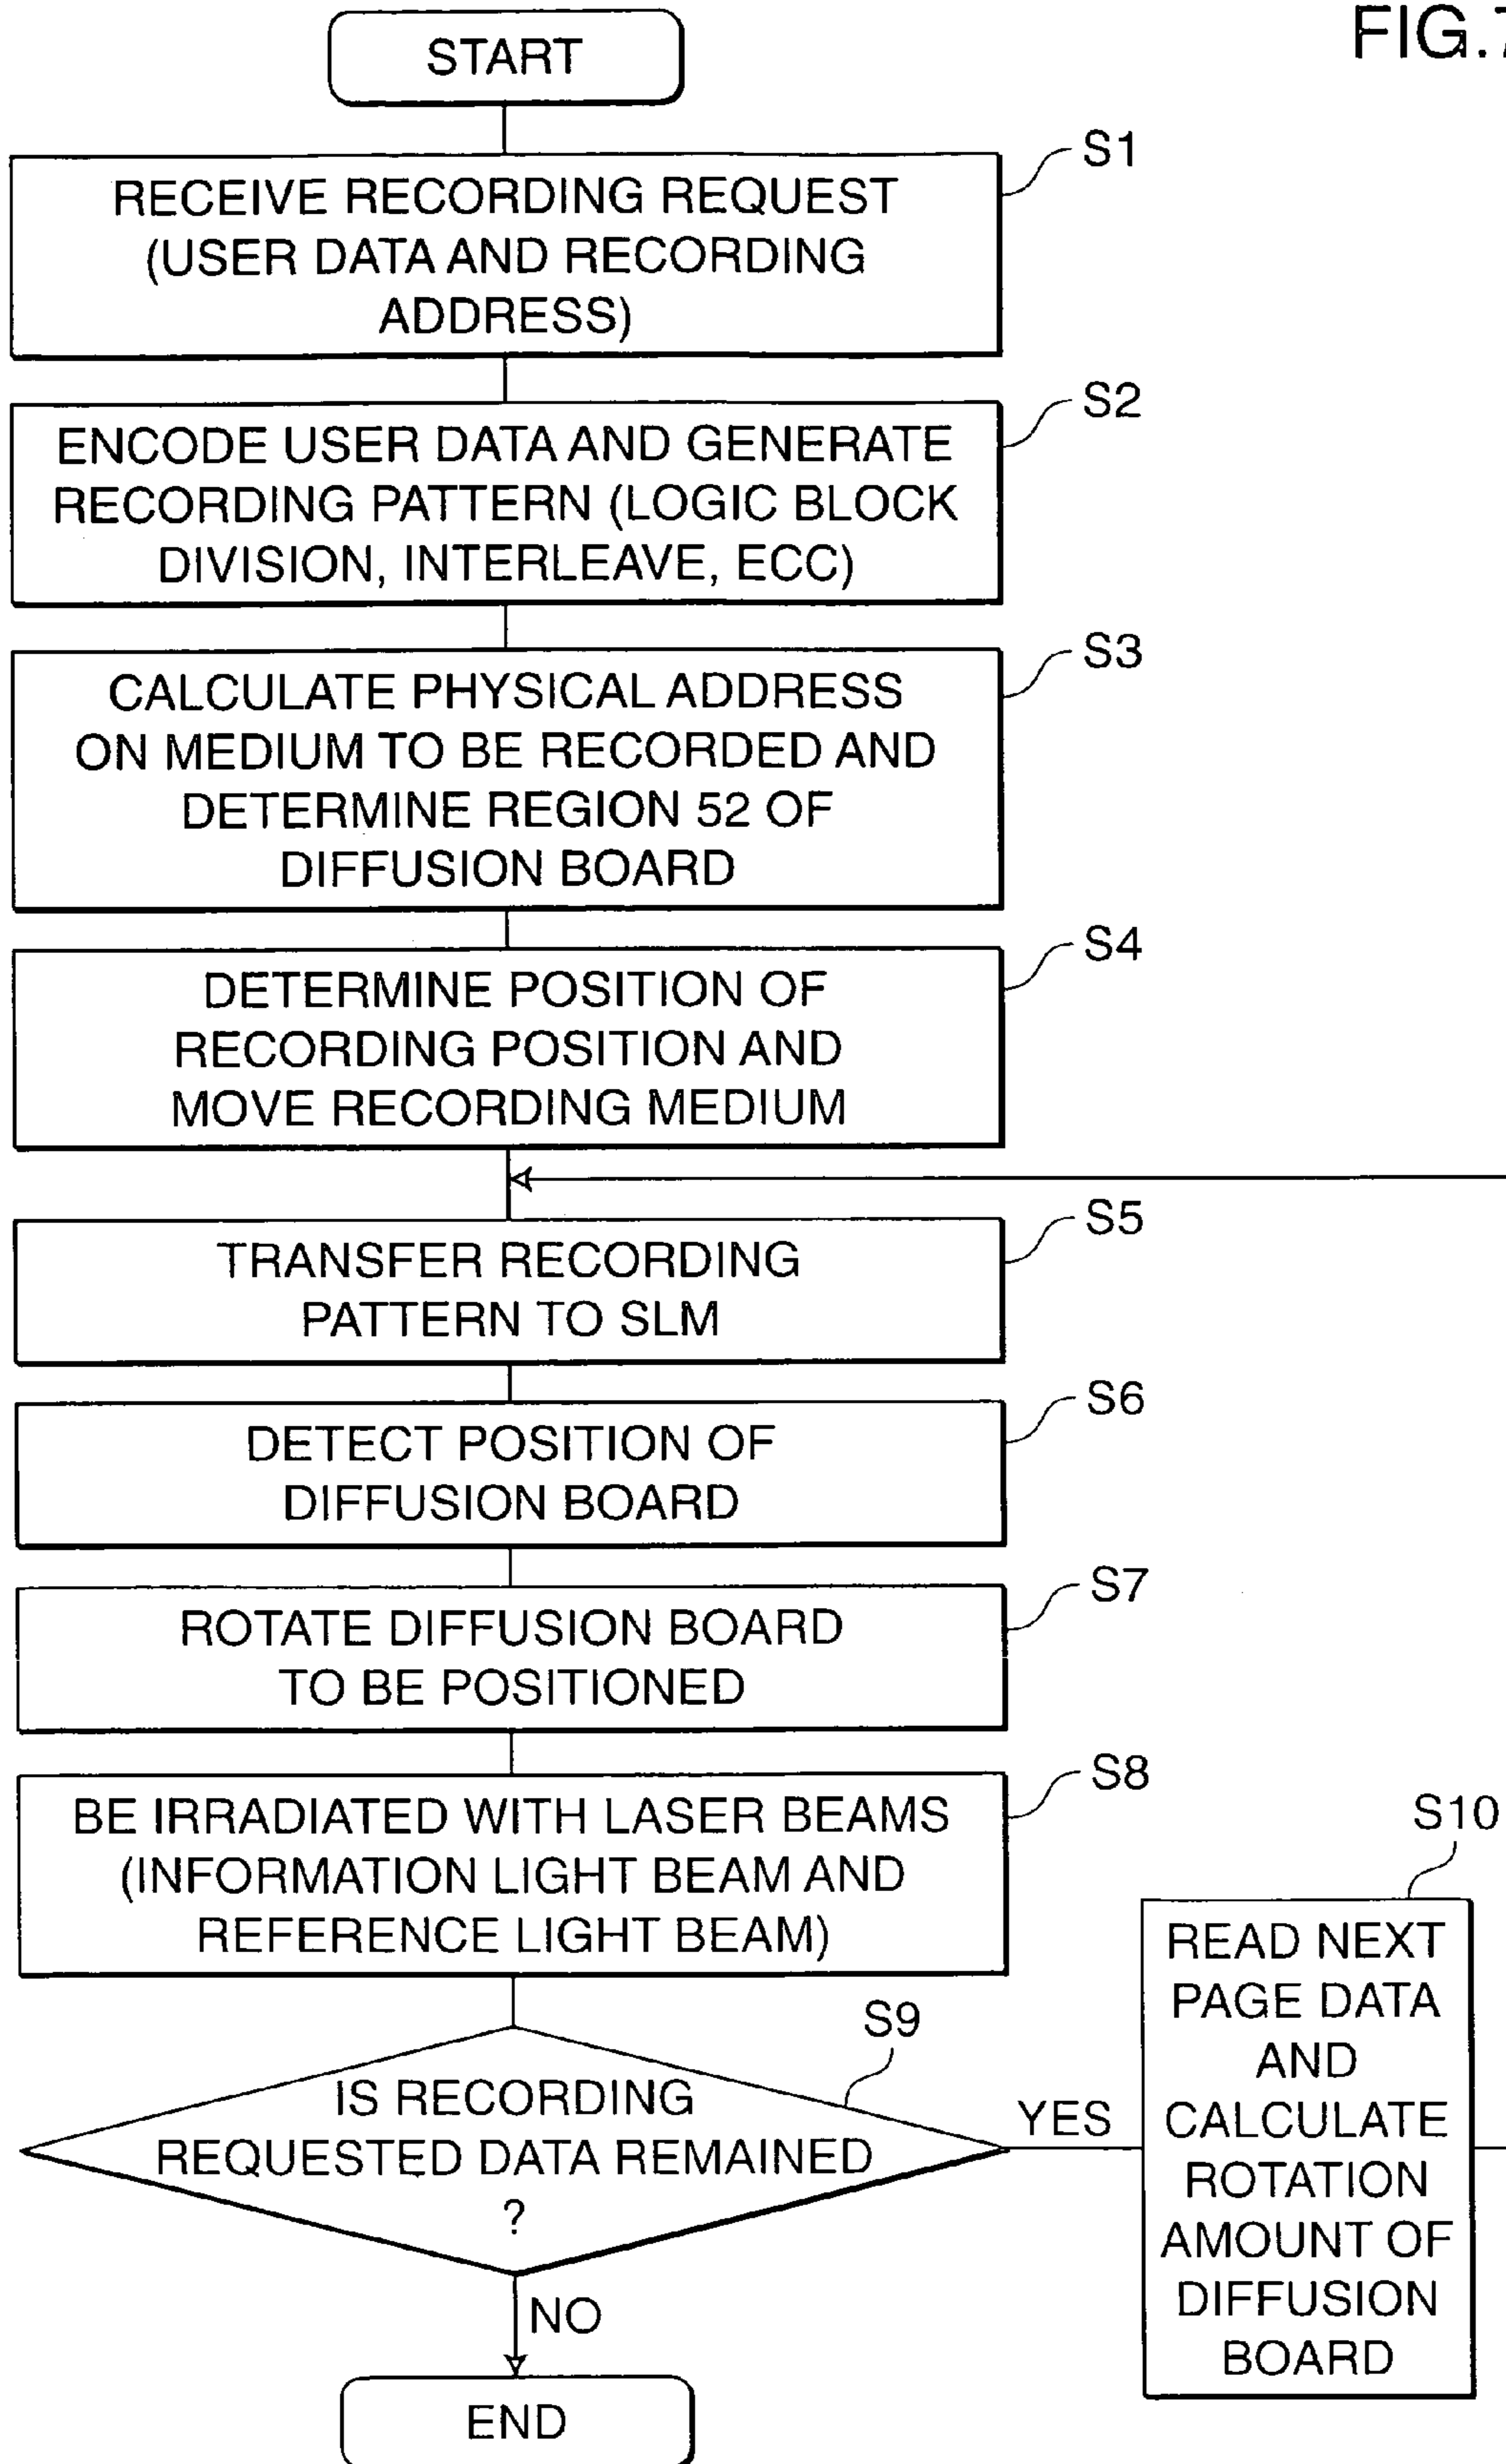 FIG.7
START
S1
RECEIVE RECORDING REQUEST
(USER DATA AND RECORDING
ADDRESS)
S2
ENCODE USER DATA AND GENERATE
RECORDING PATTERN (LOGIC BLOCK
DIVISION, INTERLEAVE, ECC)
S3
CALCULATE PHYSICAL ADDRESS
ON MEDIUM TO BE RECORDED AND
DETERMINE REGION 52 OF
DIFFUSION BOARD
S4
DETERMINE POSITION OF
RECORDING POSITION AND
MOVE RECORDING MEDIUM
S5
TRANSFER RECORDING
PATTERN TO SLM
S6
DETECT POSITION OF
DIFFUSION BOARD
S7
ROTATE DIFFUSION BOARD
TO BE POSITIONED
S8
BE IRRADIATED WITH LASER BEAMS
(INFORMATION LIGHT BEAM AND
REFERENCE LIGHT BEAM)
S9
IS RECORDING
REQUESTED DATA REMAINED
?
YES
S10
READ NEXT
PAGE DATA
AND
CALCULATE
ROTATION
AMOUNT OF
DIFFUSION
BOARD
NO
END